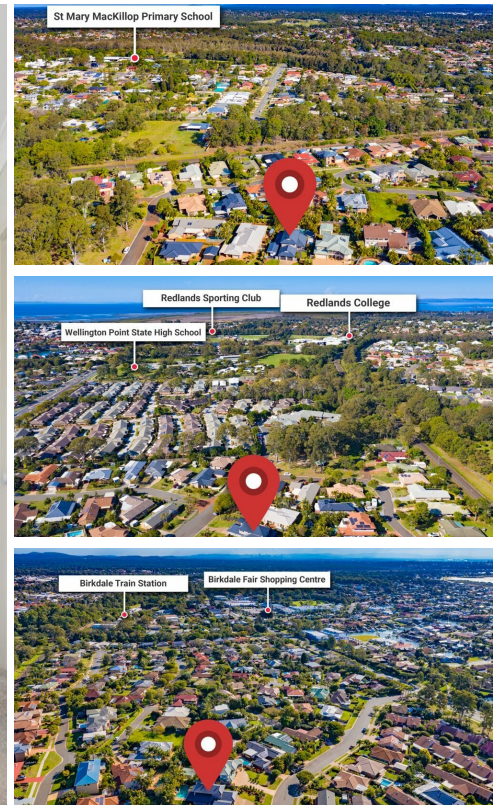 St Mary MacKillop Primary School
Redlands Sporting Club
Redlands College
Wellington Point State High School
Birkdale Train Station
Birkdale Fair Shopping Centre